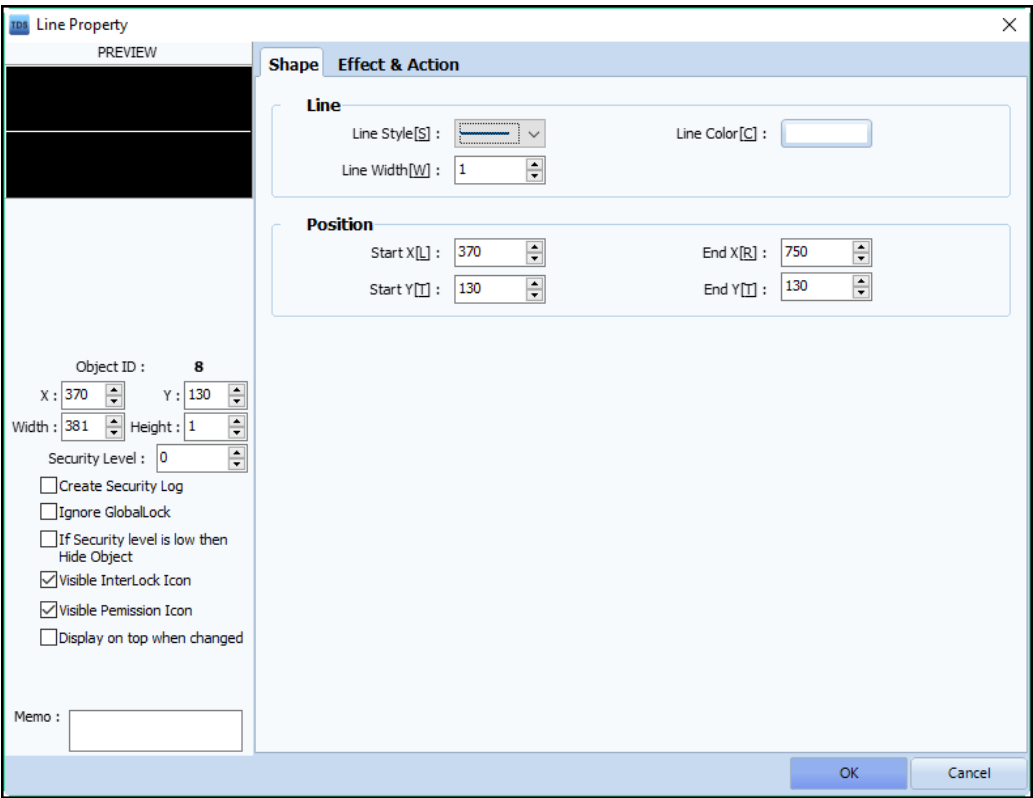 TDS Line Property
PREVIEW
Shape Effect & Action
Line
Line Style[S] :
Line Color[C] :
Line Width[W] : 1
Position
Start X[L] : 370
End X[R] : 750
Start Y[T] : 130
End Y[T] : 130
Object ID : 8
X : 370 Y : 130
Width : 381 Height : 1
Security Level : 0
Create Security Log
Ignore GlobalLock
If Security level is low then
Hide Object
Visible InterLock Icon
Visible Pemission Icon
Display on top when changed
Memo :
OK Cancel